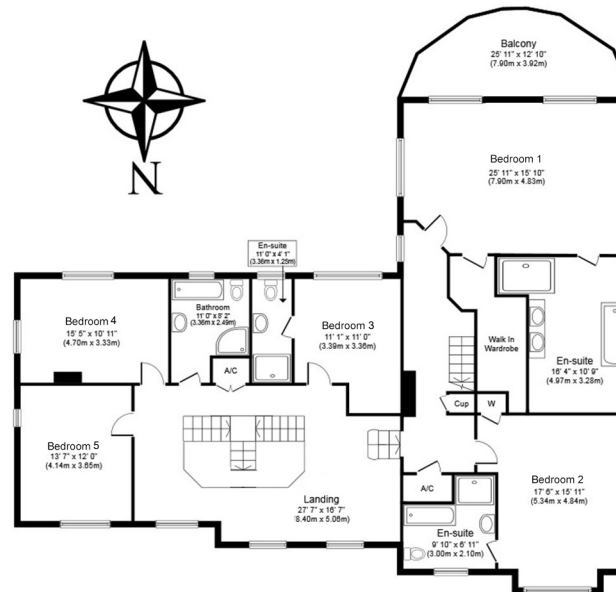 Balcony
25' 11" x 12' 10"
(7.90m x 3.92m)
N
Bedroom 1
25' 11" x 15' 10"
(7.90m x 4.83m)
En-suite
11' 0" x 4' 1"
(3.36m x 1.25m)
Bedroom 4
15' 5" x 10' 11"
(4.70m x 3.33m)
Bathroom
11' 0" x 8' 2"
(3.36m x 2.49m)
Bedroom 3
11' 1" x 11' 0"
(3.39m x 3.36m)
Walk In
Wardrobe
En-suite
16' 4" x 10' 9"
(4.97m x 3.28m)
A/C
Cup
W
Bedroom 5
13' 7" x 12' 0"
(4.14m x 3.65m)
Landing
27' 7" x 16' 7"
(8.40m x 5.06m)
A/C
Bedroom 2
17' 6" x 15' 11"
(5.34m x 4.84m)
En-suite
9' 10" x 6' 11"
(3.00m x 2.10m)